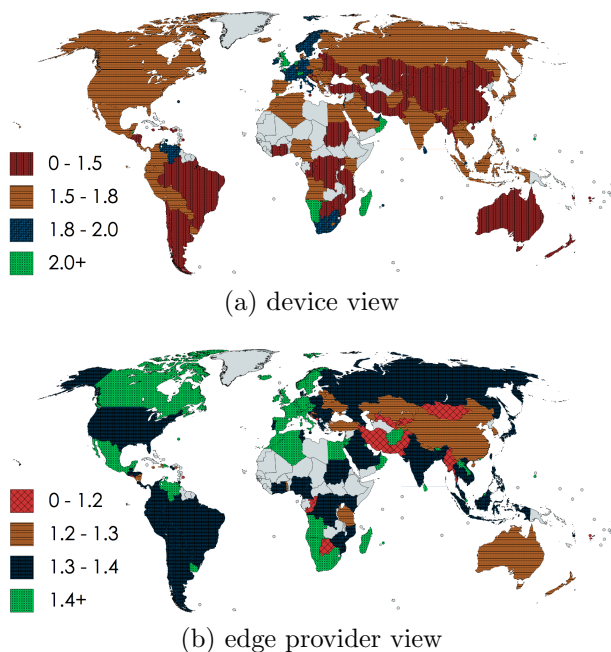 0 - 1.5
1.5 - 1.8
1.8 - 2.0
2.0+
(a) device view
0 - 1.2
1.2 - 1.3
1.3 - 1.4
1.4+
(b) edge provider view